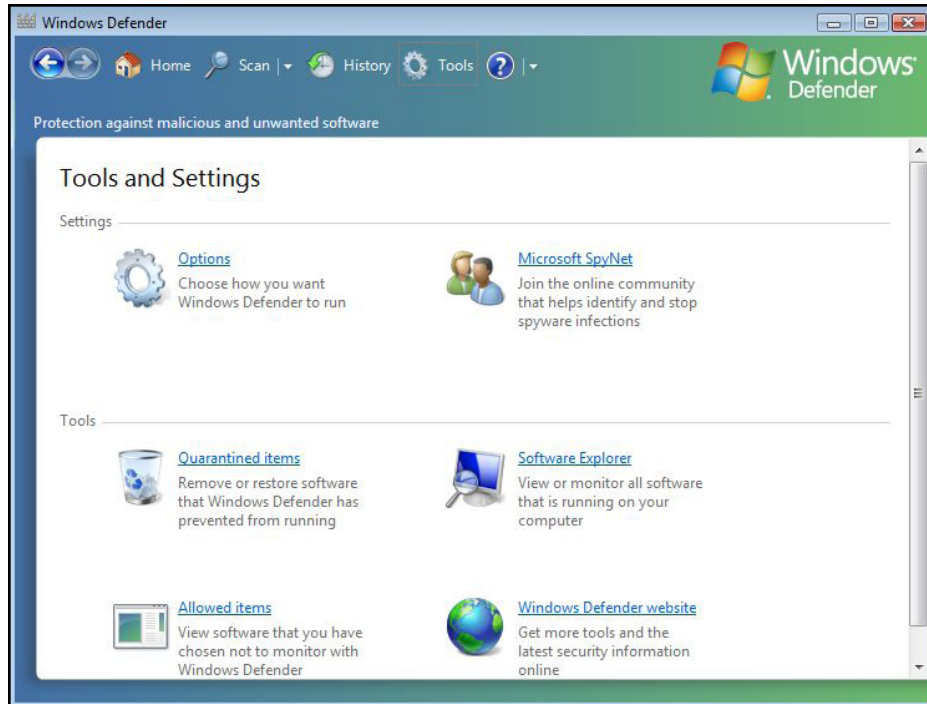 Windows Defender
Home Scan History Tools ?
Windows
Defender
Protection against malicious and unwanted software
Tools and Settings
Settings
Options
Choose how you want
Windows Defender to run
Microsoft SpyNet
Join the online community
that helps identify and stop
spyware infections
Tools
Quarantined items
Remove or restore software
that Windows Defender has
prevented from running
Software Explorer
View or monitor all software
that is running on your
computer
Allowed items
View software that you have
chosen not to monitor with
Windows Defender
Windows Defender website
Get more tools and the
latest security information
online